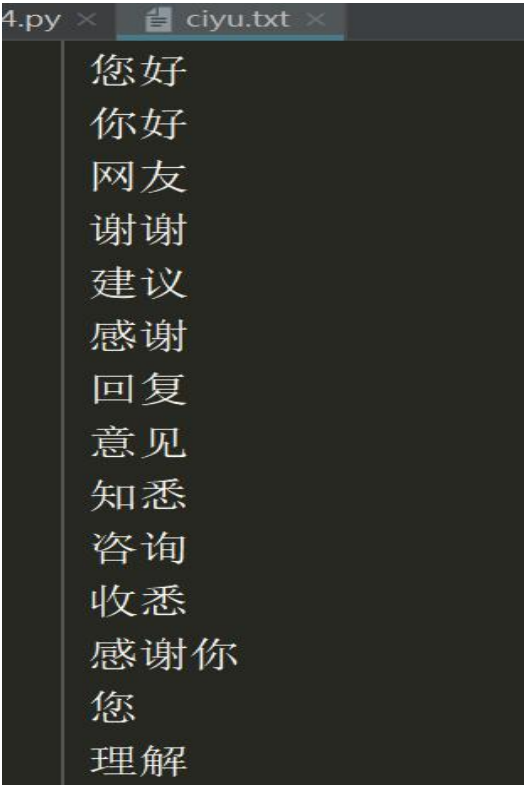 4.py × ciyu.txt ×
您好
你好
网友
谢谢
建议
感谢
回复
意见
知悉
咨询
收悉
感谢你
您
理解